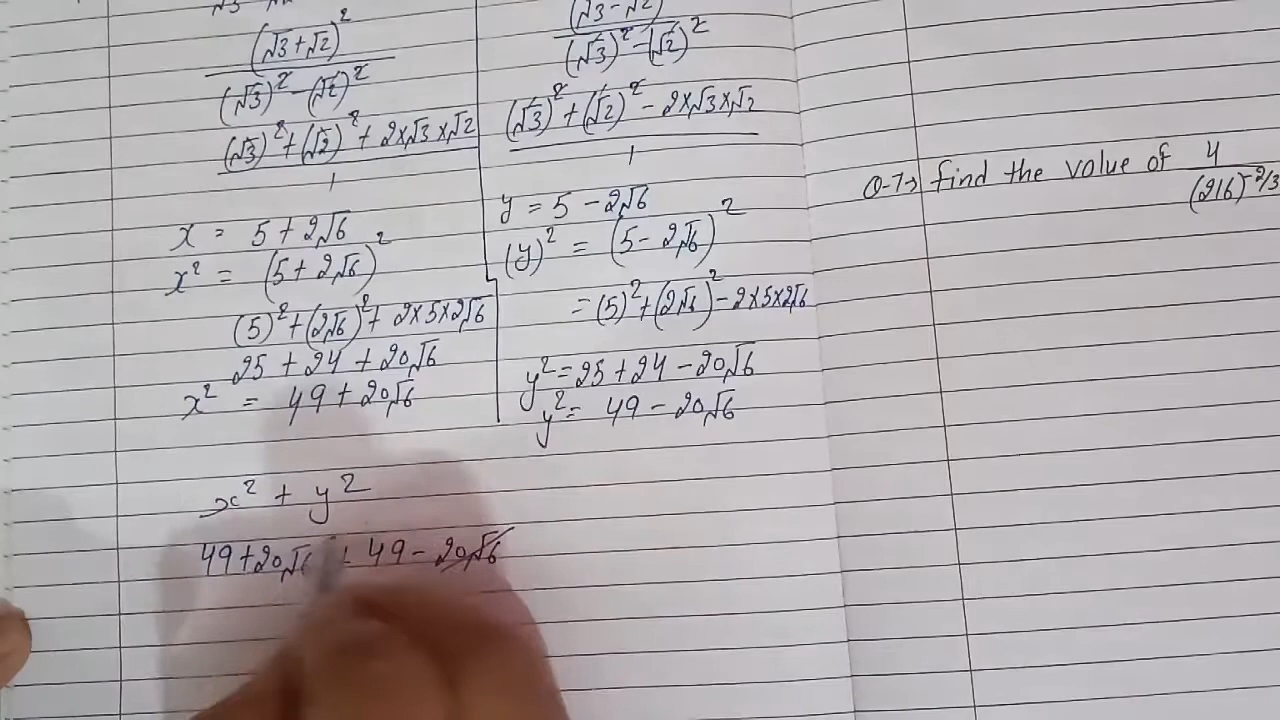 (√3+√2)²
(√3)² - (√2)²
(√3)² + (√2)² + 2×√3×√2
1
x = 5 + 2√6
x² = (5 + 2√6)²
(5)² + (2√6)² + 2×5×2√6
25 + 24 + 20√6
x² = 49 + 20√6
(√3 - √2)
(√3)² - (√2)²
(√3)² + (√2)² - 2×√3×√2
1
y = 5 - 2√6
(y)² = (5 - 2√6)²
= (5)² + (2√6)² - 2×5×2√6
y² = 25 + 24 - 20√6
y² = 49 - 20√6
x² + y²
49 + 20√6 + 49 - 20√6
Q-7→ find the value of 4
(216)^-2/3